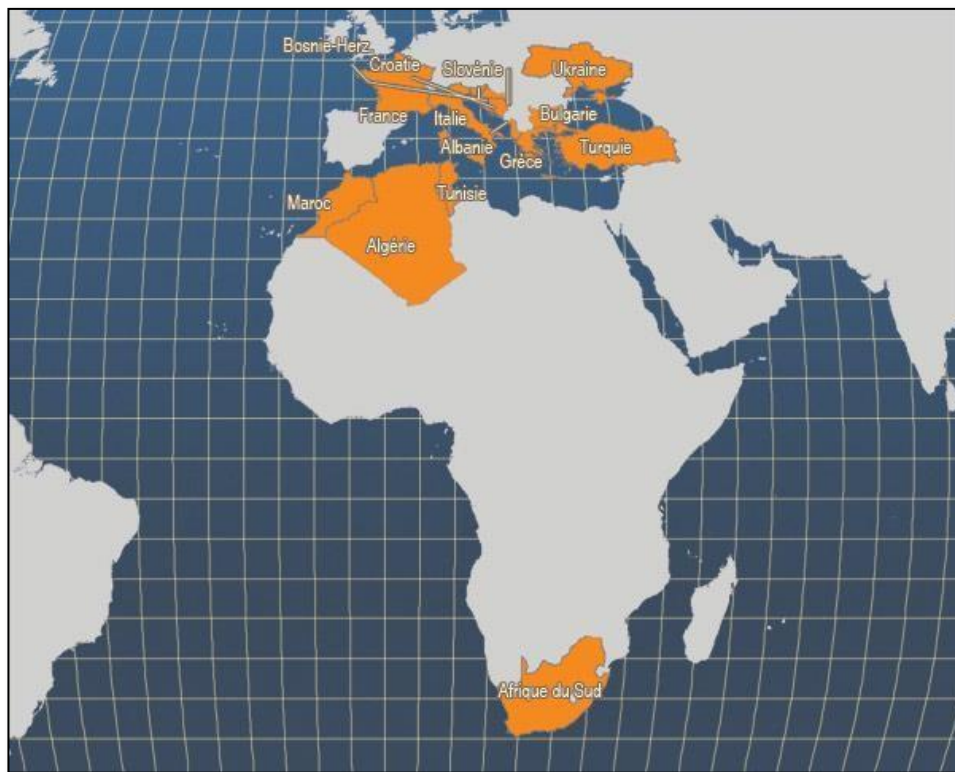 Bosnie-Herz.
Croatie
Slovénie
Ukraine
France
Italie
Bulgarie
Albanie
Grèce
Turquie
Maroc
Tunisie
Algérie
Afrique du Sud